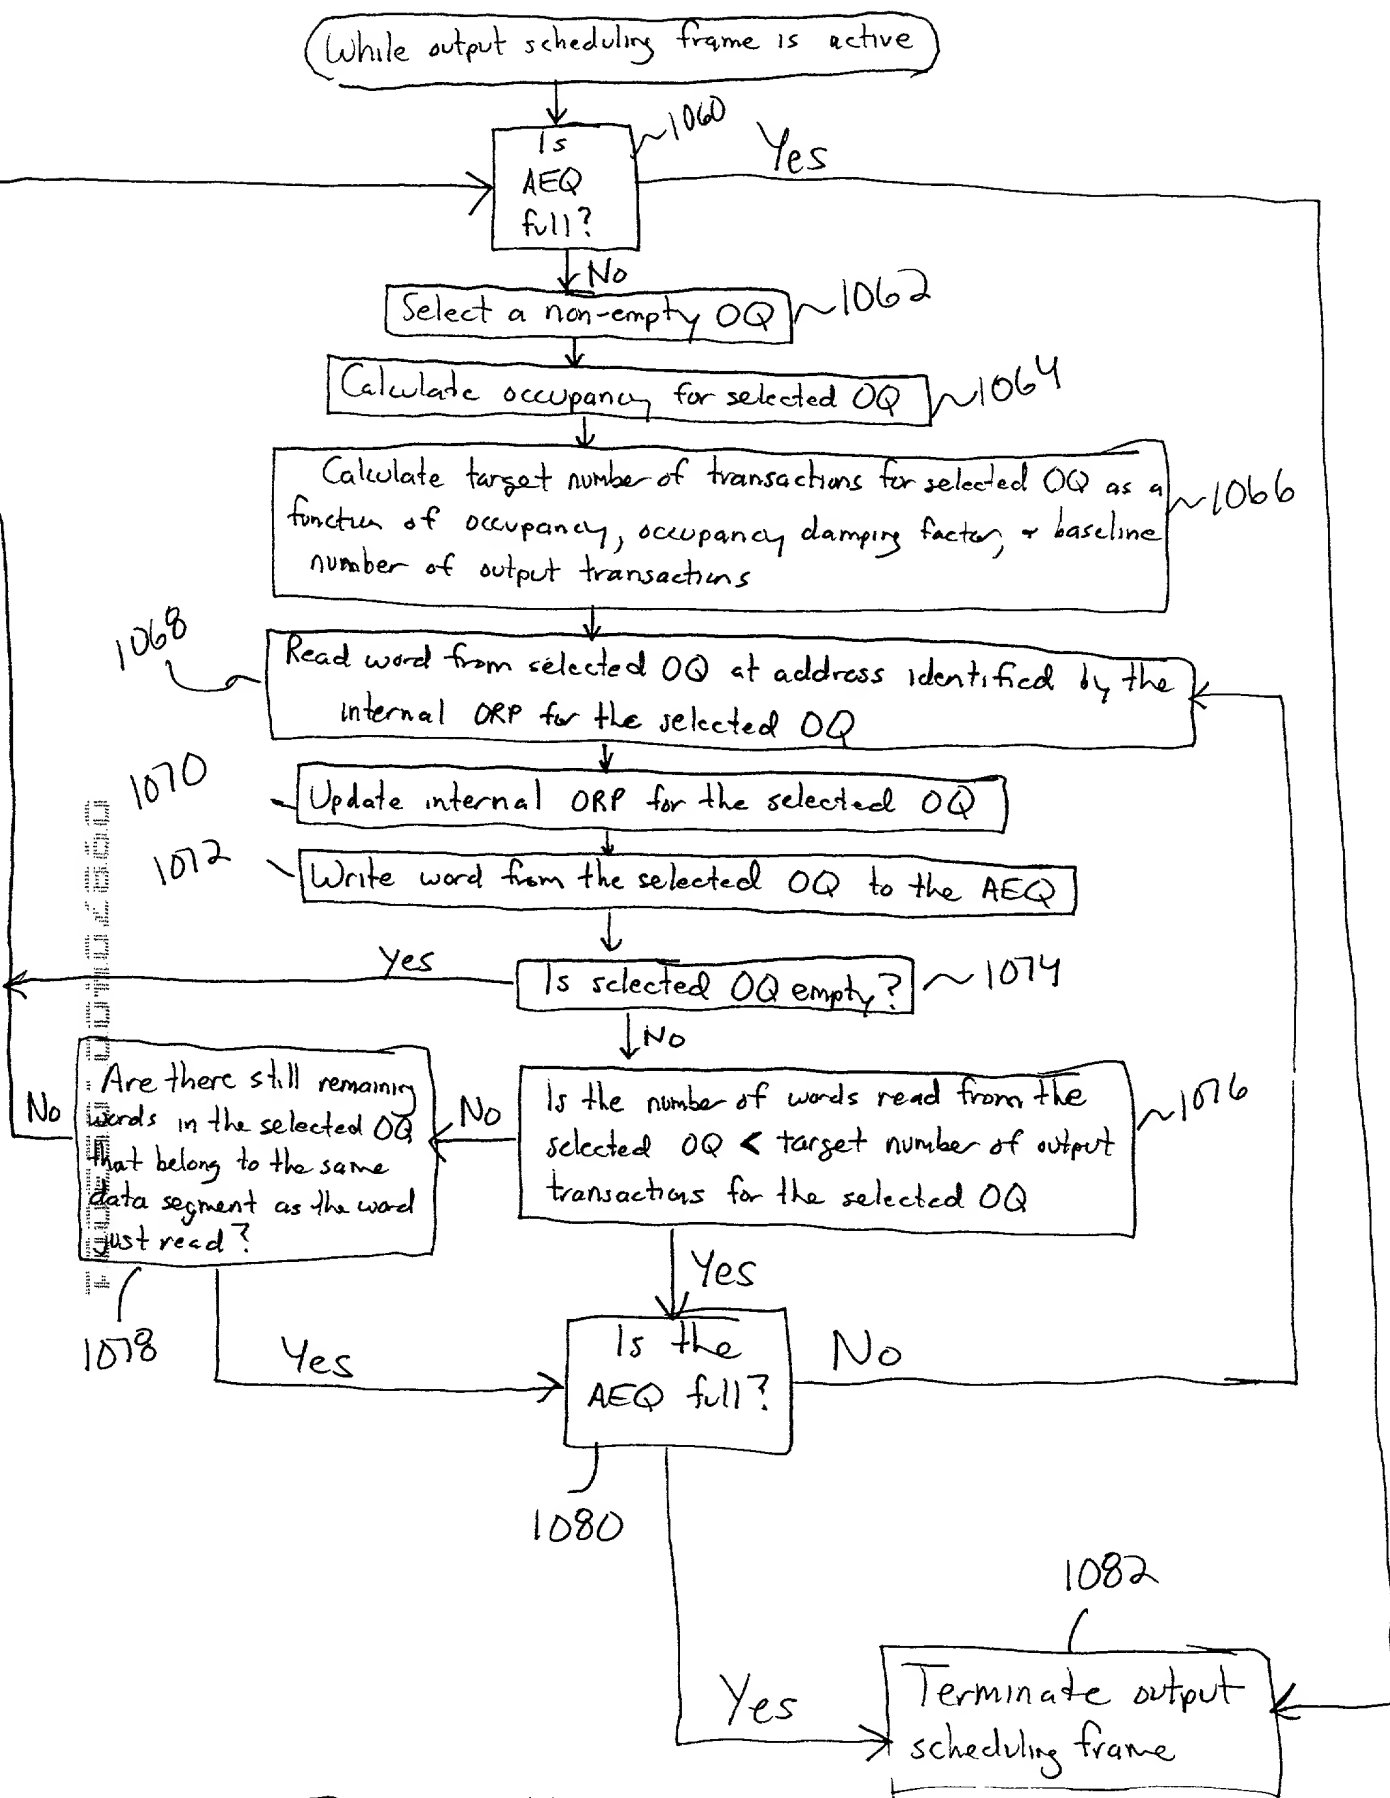 While output scheduling frame is active
1060
Is
AEQ
full?
Yes
No
Select a non-empty OQ
1062
Calculate occupancy for selected OQ
1064
Calculate target number of transactions for selected OQ as a
function of occupancy, occupancy damping factor, + baseline
number of output transactions
1066
1068
Read word from selected OQ at address identified by the
internal ORP for the selected OQ
1070
Update internal ORP for the selected OQ
1072
Write word from the selected OQ to the AEQ
Yes
Is selected OQ empty?
1074
No
Are there still remaining
words in the selected OQ
that belong to the same
data segment as the word
just read?
No
No
Is the number of words read from the
selected OQ < target number of output
transactions for the selected OQ
1076
1078
Yes
Yes
Is the
AEQ full?
No
1080
1082
Yes
Terminate output
scheduling frame